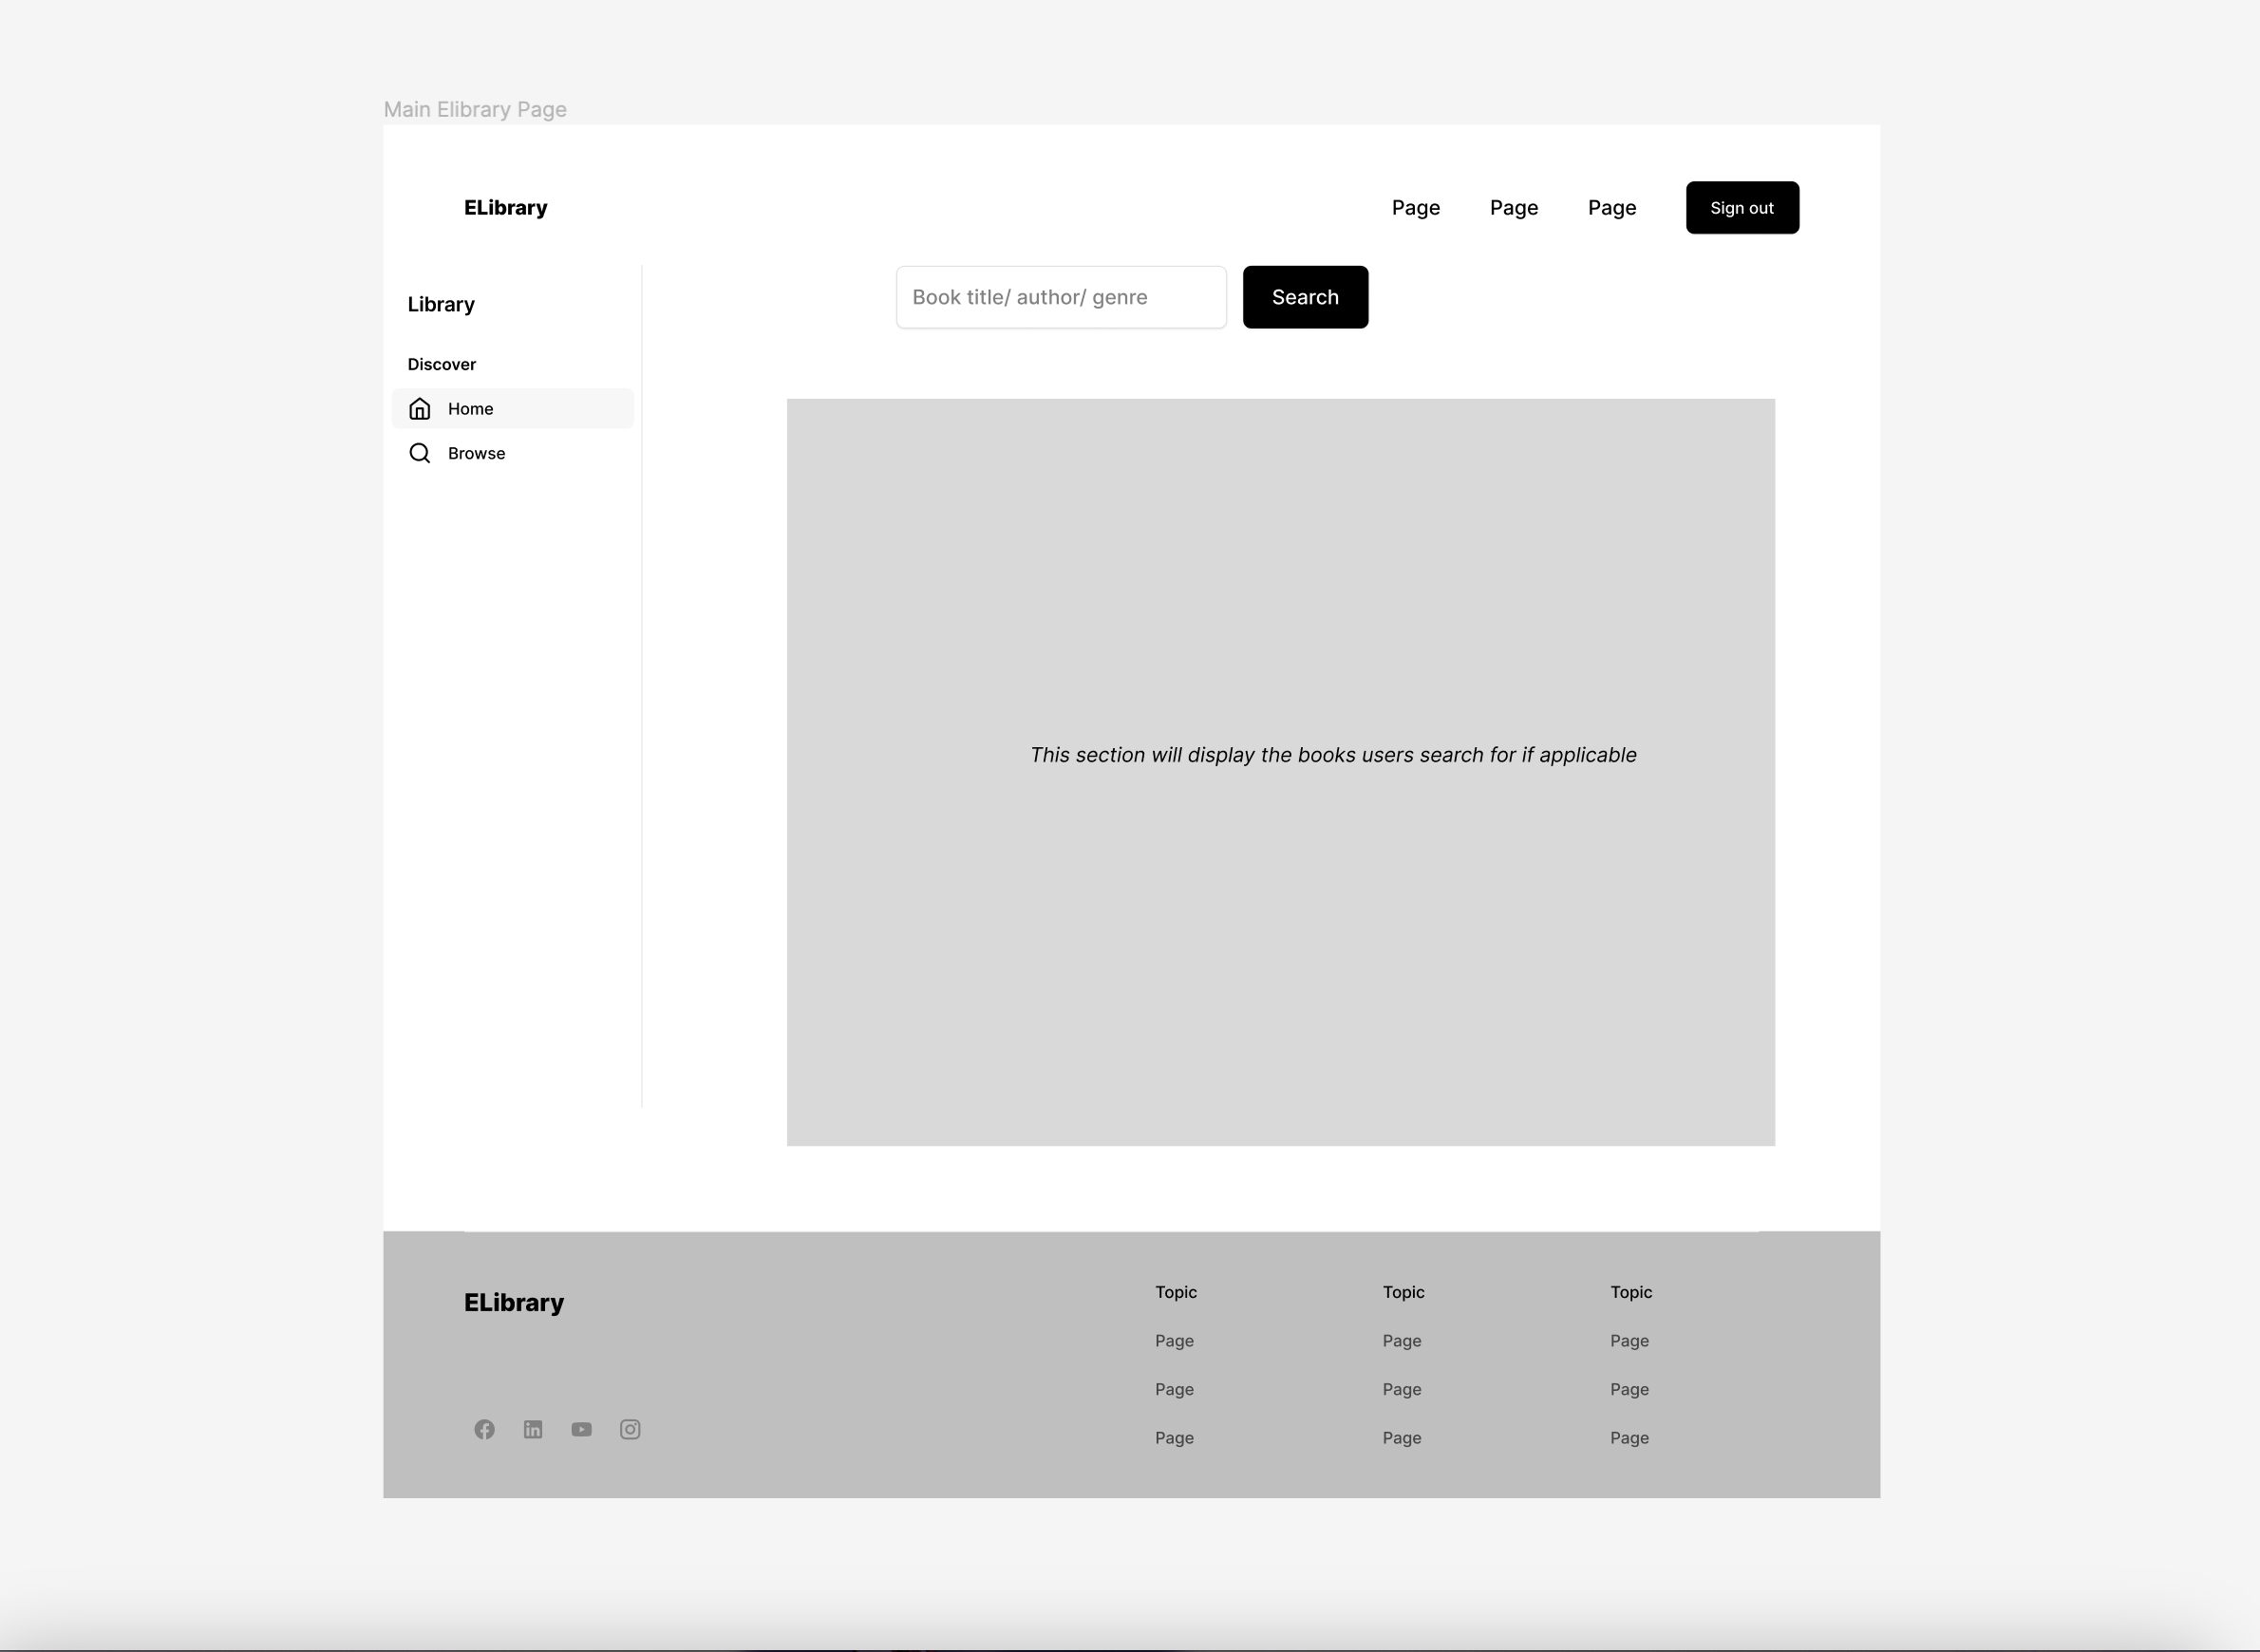 Main Elibrary Page
ELibrary Page Page Page Sign out
Library
Book title/ author/ genre Search
Discover
Home
Browse
This section will display the books users search for if applicable
ELibrary
Topic Topic Topic
Page Page Page
Page Page Page
Page Page Page